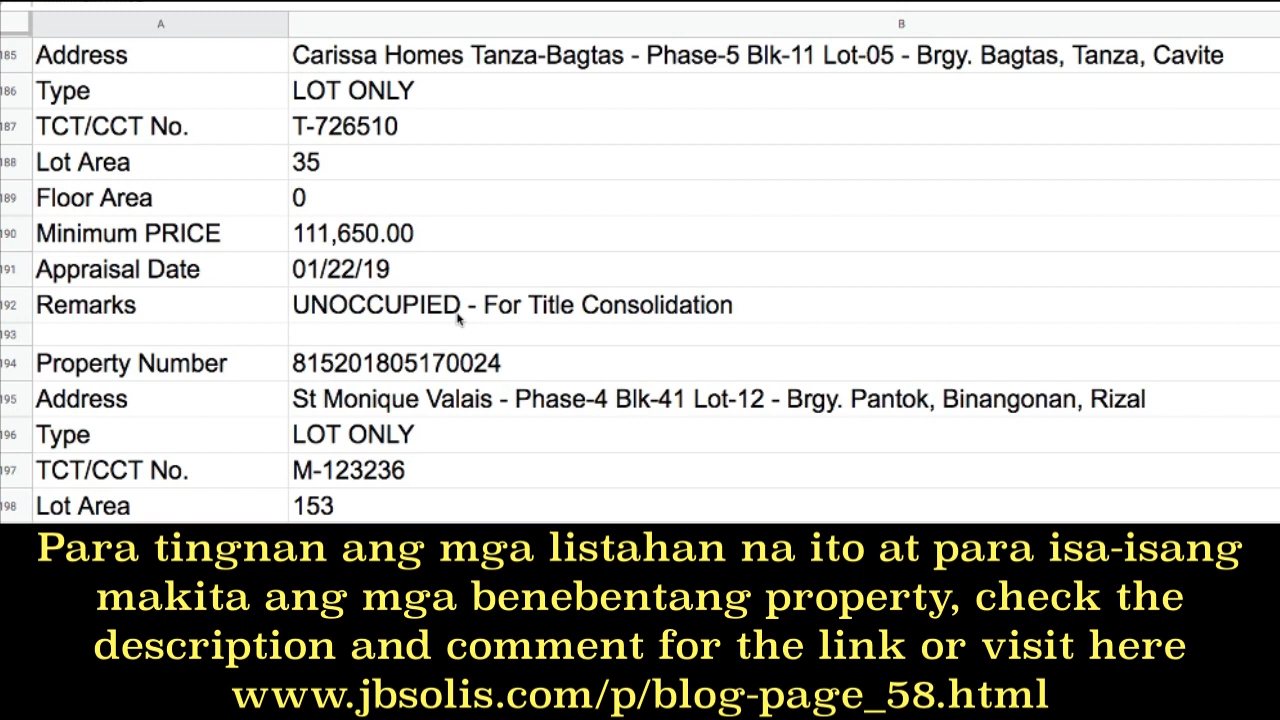 A B
185 Address Carissa Homes Tanza-Bagtas - Phase-5 Blk-11 Lot-05 - Brgy. Bagtas, Tanza, Cavite
186 Type LOT ONLY
187 TCT/CCT No. T-726510
188 Lot Area 35
189 Floor Area 0
190 Minimum PRICE 111,650.00
191 Appraisal Date 01/22/19
192 Remarks UNOCCUPIED - For Title Consolidation
193
194 Property Number 815201805170024
195 Address St Monique Valais - Phase-4 Blk-41 Lot-12 - Brgy. Pantok, Binangonan, Rizal
196 Type LOT ONLY
197 TCT/CCT No. M-123236
198 Lot Area 153
Para tingnan ang mga listahan na ito at para isa-isang
makita ang mga benebentang property, check the
description and comment for the link or visit here
www.jbsolis.com/p/blog-page_58.html